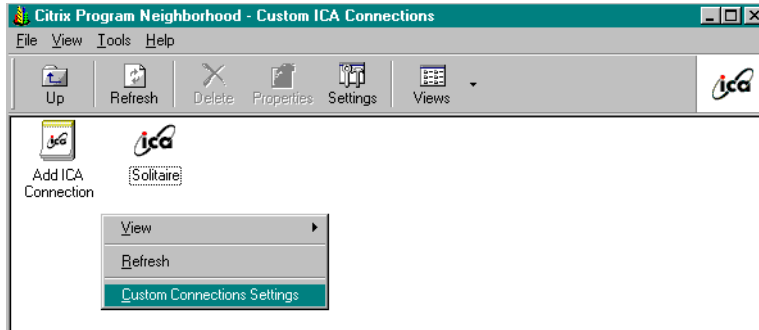 Citrix Program Neighborhood - Custom ICA Connections
File View Tools Help
Up Refresh Delete Properties Settings Views
ica
ica ica
Add ICA Connection
Solitaire
View
Refresh
Custom Connections Settings